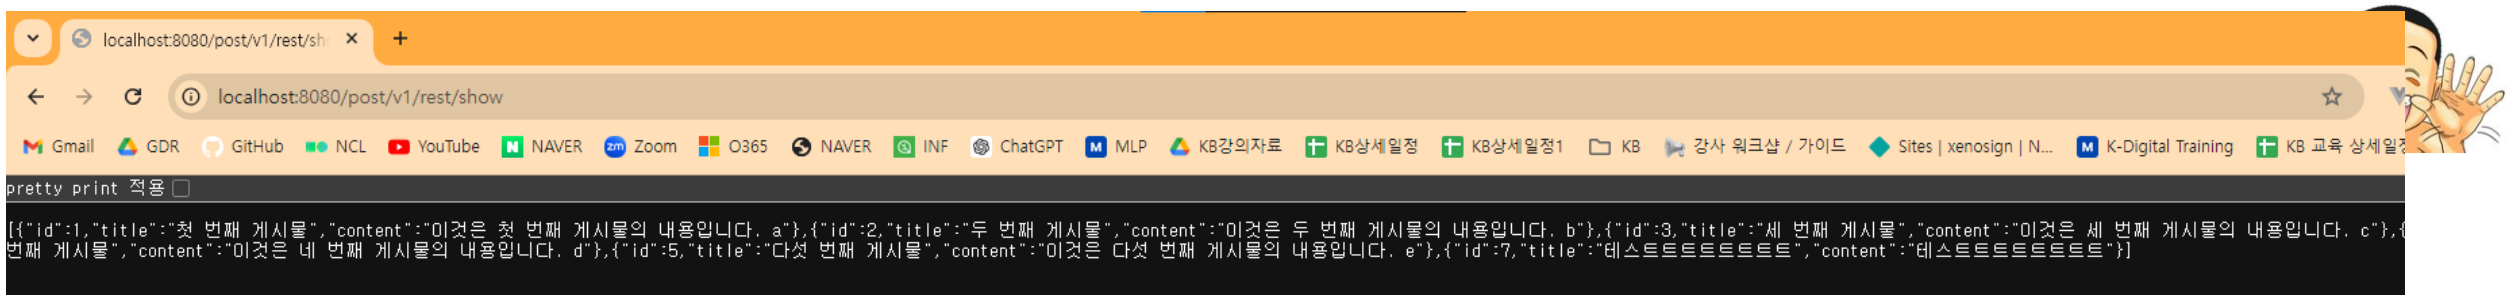 localhost:8080/post/v1/rest/sh
localhost:8080/post/v1/rest/show
Gmail GDR GitHub NCL YouTube NAVER Zoom O365 NAVER INF ChatGPT MLP KB강의자료 KB상세일정 KB상세일정1 KB 강사 워크샵 / 가이드 Sites | xenosign | N... K-Digital Training KB 교육 상세일정
pretty print 적용
[{"id":1,"title":"첫 번째 게시물","content":"이것은 첫 번째 게시물의 내용입니다. a"},{"id":2,"title":"두 번째 게시물","content":"이것은 두 번째 게시물의 내용입니다. b"},{"id":3,"title":"세 번째 게시물","content":"이것은 세 번째 게시물의 내용입니다. c"},{
번째 게시물","content":"이것은 네 번째 게시물의 내용입니다. d"},{"id":5,"title":"다섯 번째 게시물","content":"이것은 다섯 번째 게시물의 내용입니다. e"},{"id":7,"title":"테스트트트트트트트트트","content":"테스트트트트트트트트트트"}]